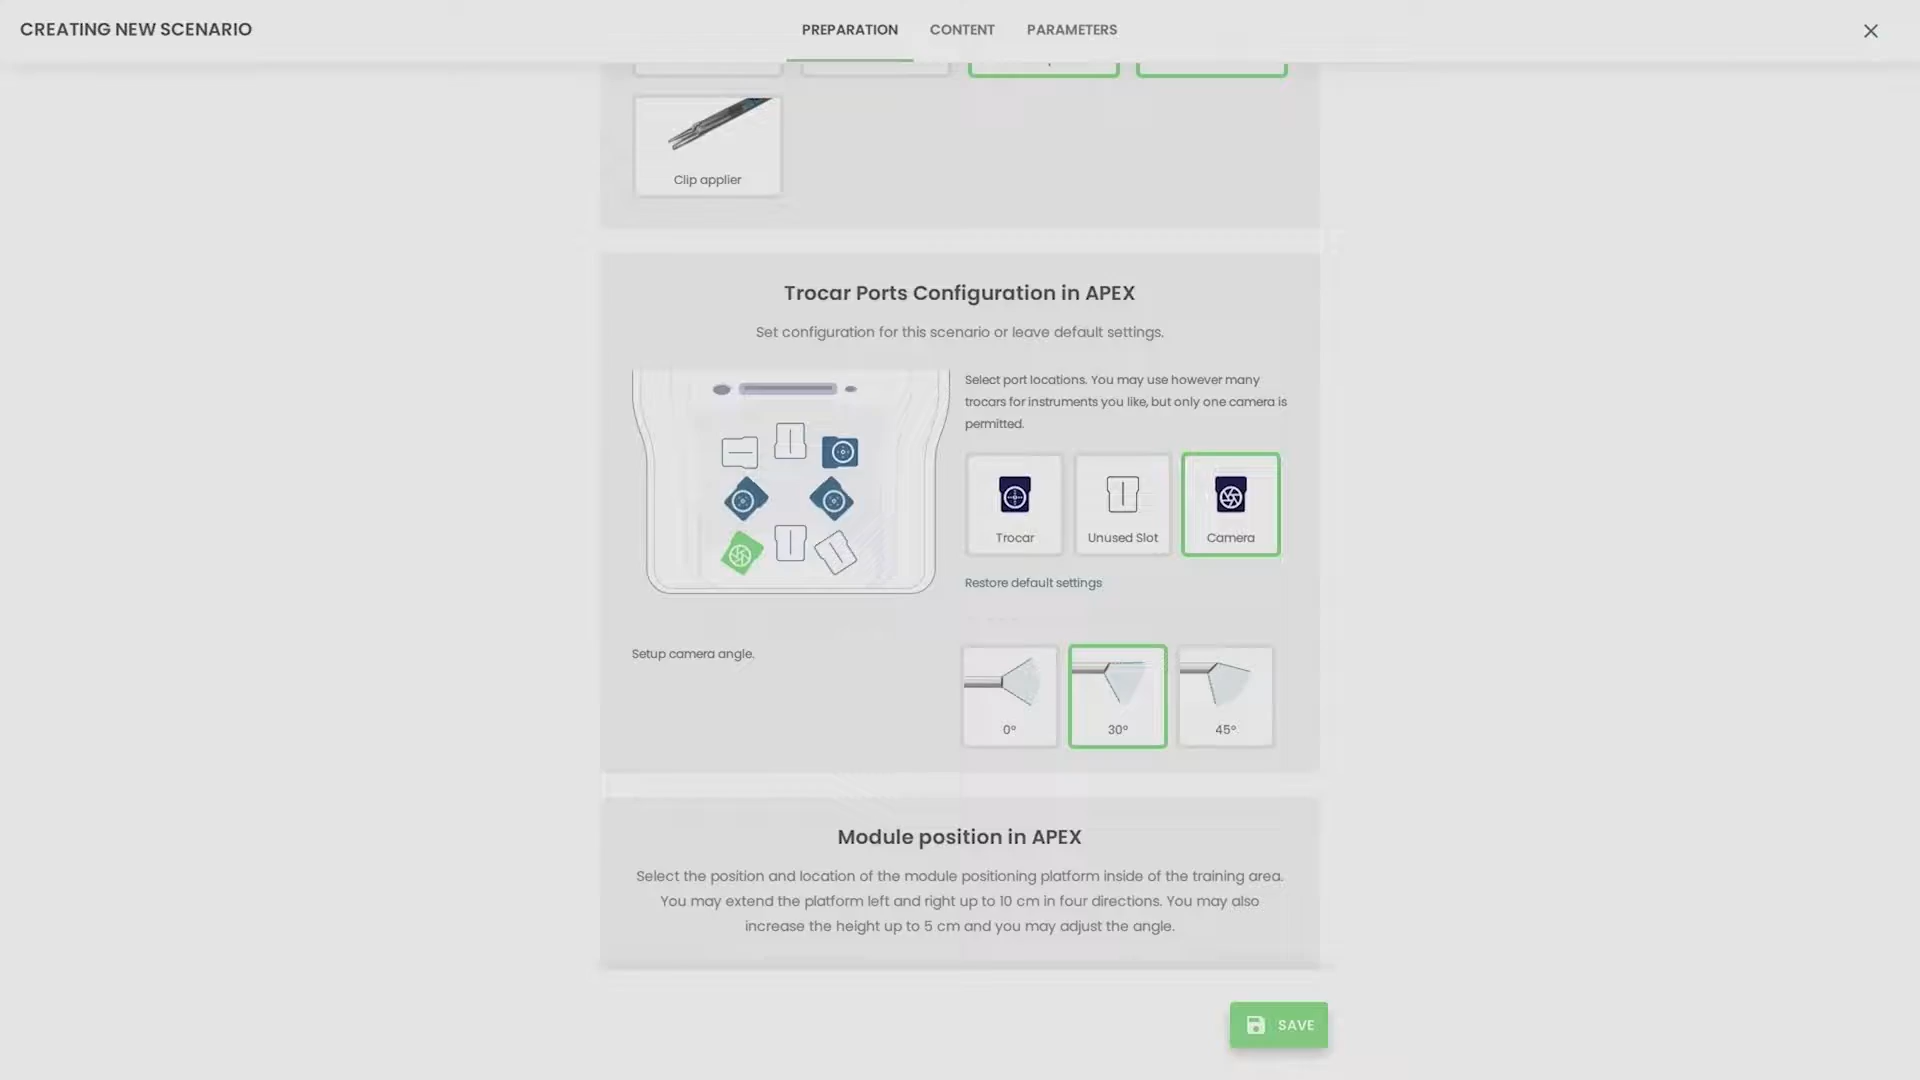 CREATING NEW SCENARIO
PREPARATION
CONTENT
PARAMETERS
Clip applier
Trocar Ports Configuration in APEX
Set configuration for this scenario or leave default settings.
Select port locations. You may use however many
trocars for instruments you like, but only one camera is
permitted.
Trocar
Unused Slot
Camera
Restore default settings
Setup camera angle.
0°
30°
45°
Module position in APEX
Select the position and location of the module positioning platform inside of the training area.
You may extend the platform left and right up to 10 cm in four directions. You may also
increase the height up to 5 cm and you may adjust the angle.
SAVE